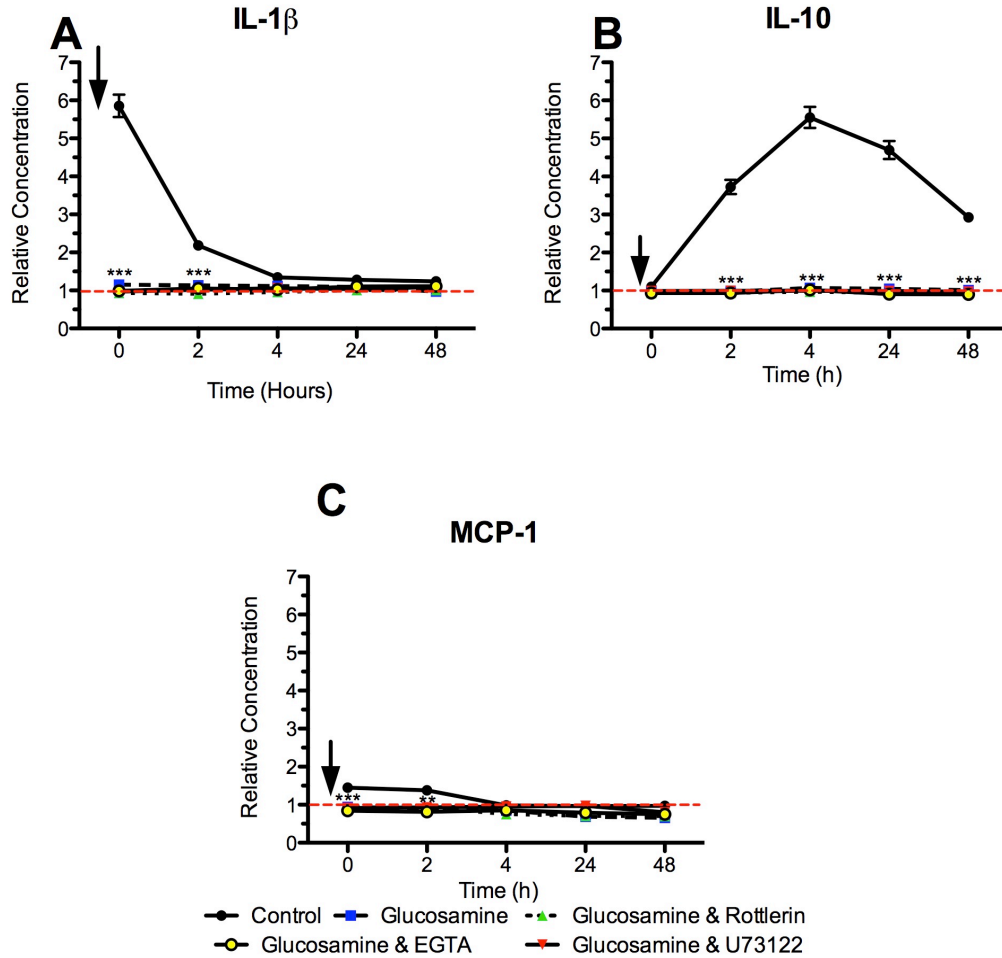 A
IL-1β
Relative Concentration
7
6
5
4
3
2
1
0
***
***
0 2 4 24 48
Time (Hours)
B
IL-10
Relative Concentration
7
6
5
4
3
2
1
0
***
***
***
***
0 2 4 24 48
Time (h)
C
MCP-1
Relative Concentration
7
6
5
4
3
2
1
0
***
**
0 2 4 24 48
Time (h)
Control Glucosamine Glucosamine & Rottlerin
Glucosamine & EGTA Glucosamine & U73122